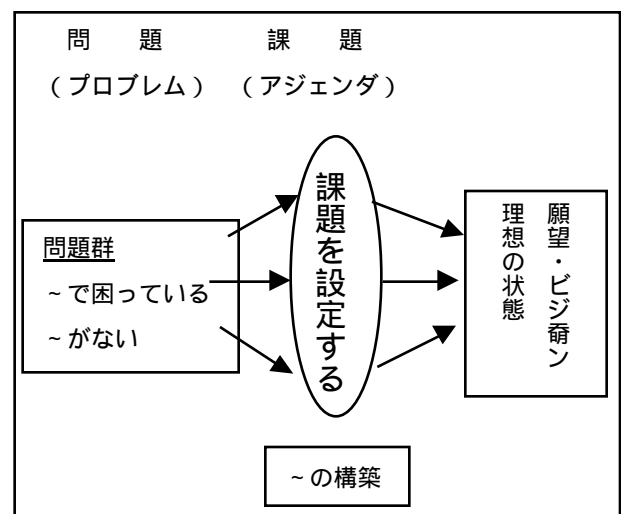 問　題　　課　題
(プロブレム)　(アジェンダ)
問題群
~で困っている
~がない
課題を設定する
願望・ビジョン
理想の状態
~の構築